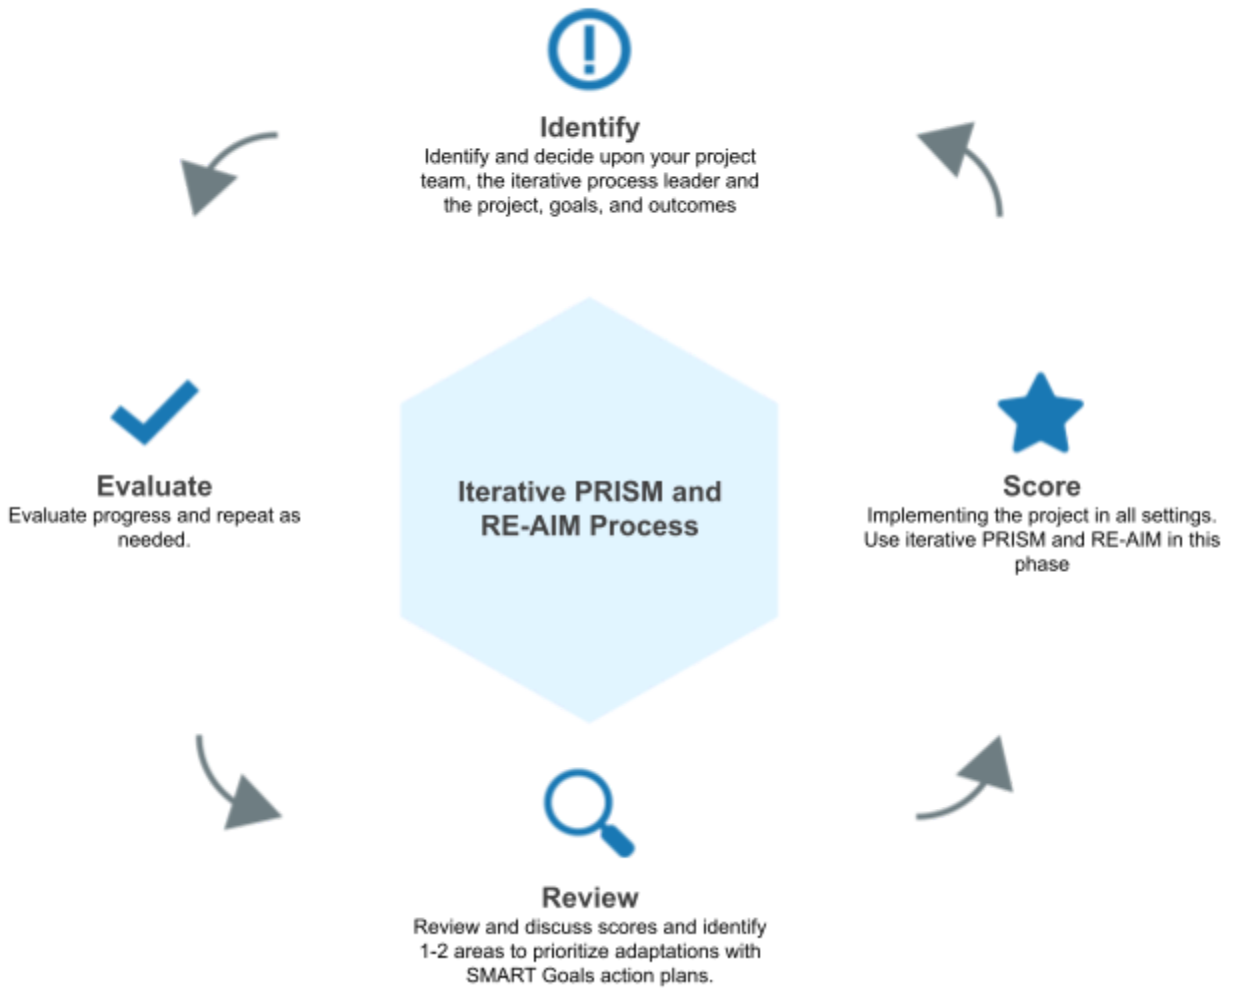 Identify
Identify and decide upon your project
team, the iterative process leader and
the project, goals, and outcomes
Evaluate
Evaluate progress and repeat as
needed.
Iterative PRISM and
RE-AIM Process
Score
Implementing the project in all settings.
Use iterative PRISM and RE-AIM in this
phase
Review
Review and discuss scores and identify
1-2 areas to prioritize adaptations with
SMART Goals action plans.